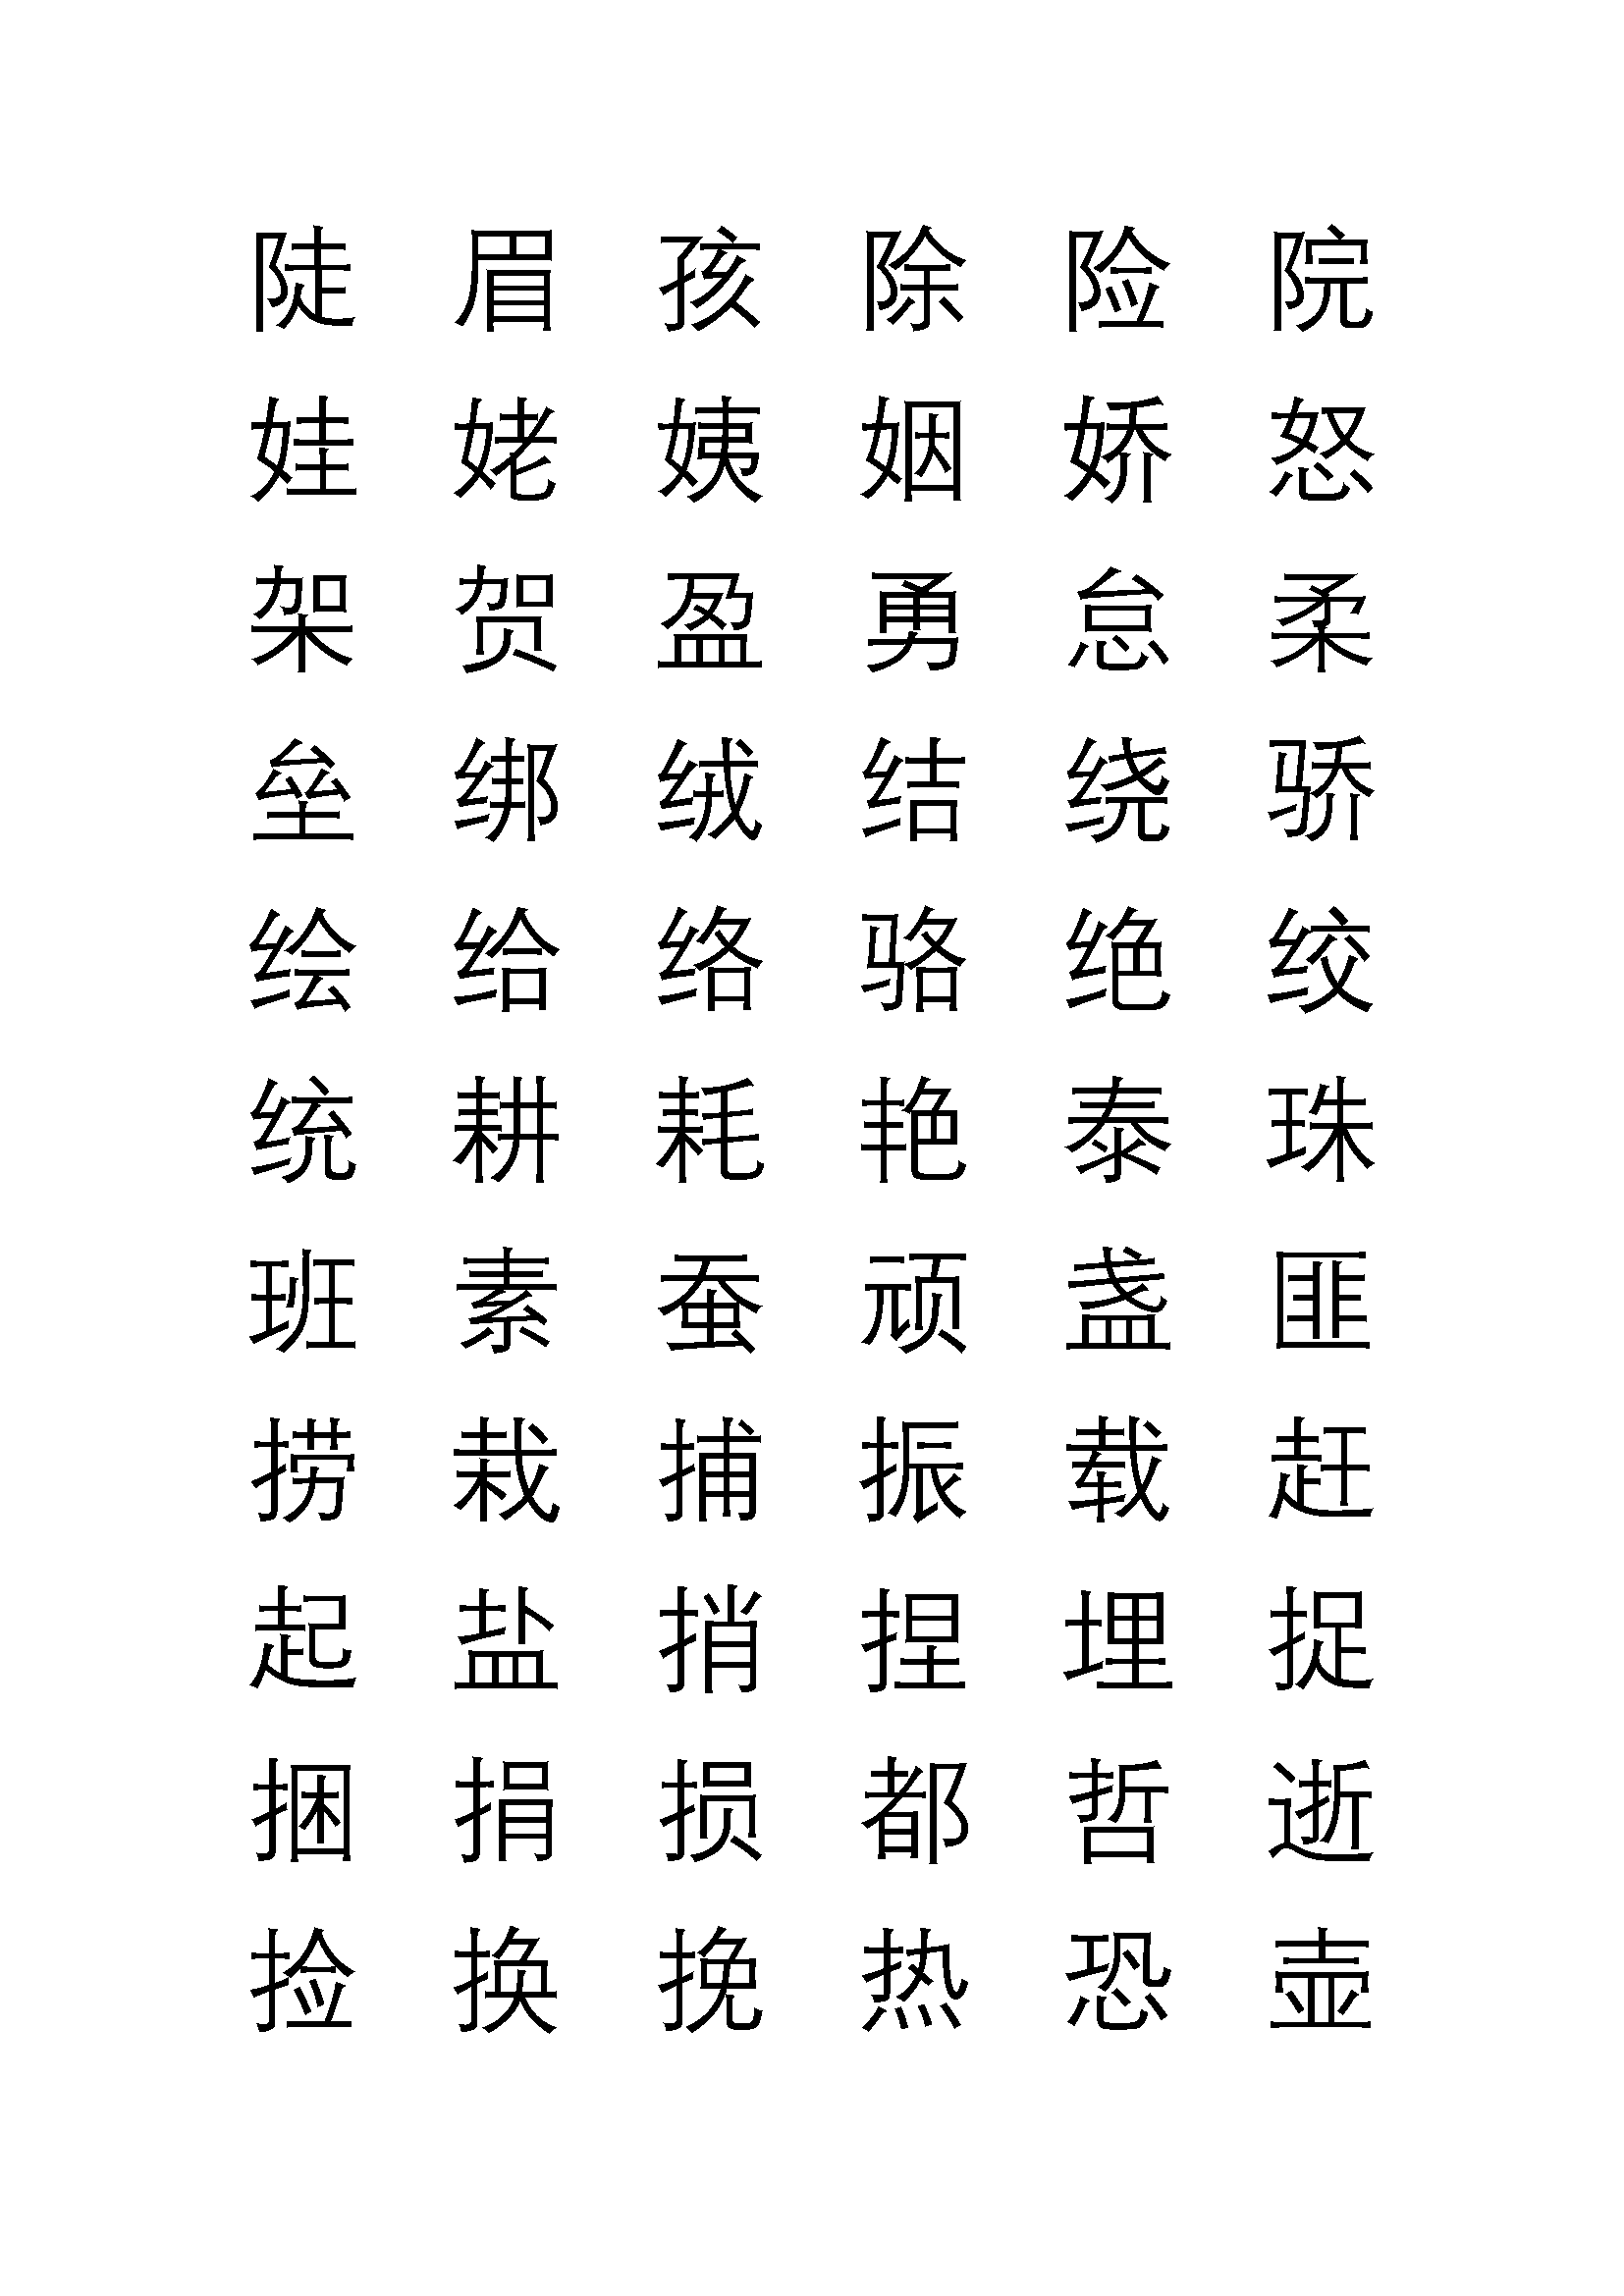 陡 眉 孩 除 险 院
娃 姥 姨 姻 娇 怒
架 贺 盈 勇 怠 柔
垒 绑 绒 结 绕 骄
绘 给 络 骆 绝 绞
统 耕 耗 艳 泰 珠
班 素 蚕 顽 盏 匪
捞 栽 捕 振 载 赶
起 盐 捎 捏 埋 捉
捆 捐 损 都 哲 逝
捡 换 挽 热 恐 壶